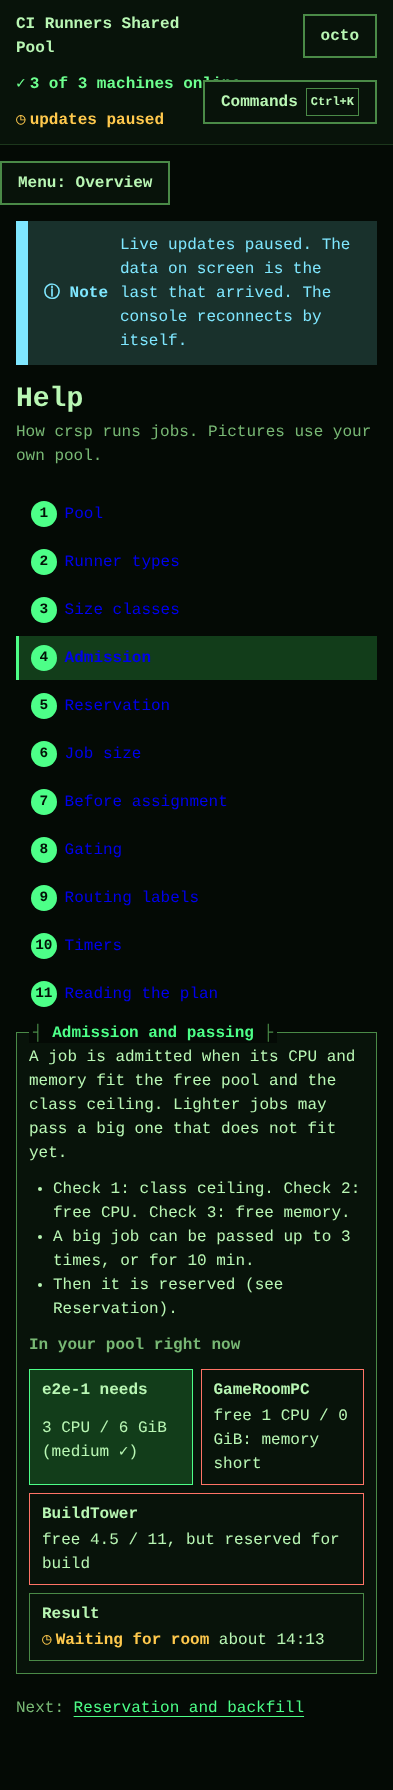 CI Runners Shared
Pool
octo
✓ 3 of 3 machines online
◷ updates paused
Commands Ctrl+K
Menu: Overview
ⓘ Note
Live updates paused. The
data on screen is the
last that arrived. The
console reconnects by
itself.
Help
How crsp runs jobs. Pictures use your
own pool.
1 Pool
2 Runner types
3 Size classes
4 Admission
5 Reservation
6 Job size
7 Before assignment
8 Gating
9 Routing labels
10 Timers
11 Reading the plan
┤ Admission and passing ├
A job is admitted when its CPU and
memory fit the free pool and the
class ceiling. Lighter jobs may
pass a big one that does not fit
yet.
• Check 1: class ceiling. Check 2:
free CPU. Check 3: free memory.
• A big job can be passed up to 3
times, or for 10 min.
• Then it is reserved (see
Reservation).
In your pool right now
e2e-1 needs
3 CPU / 6 GiB
(medium ✓)
GameRoomPC
free 1 CPU / 0
GiB: memory
short
BuildTower
free 4.5 / 11, but reserved for
build
Result
◷ Waiting for room about 14:13
Next: Reservation and backfill